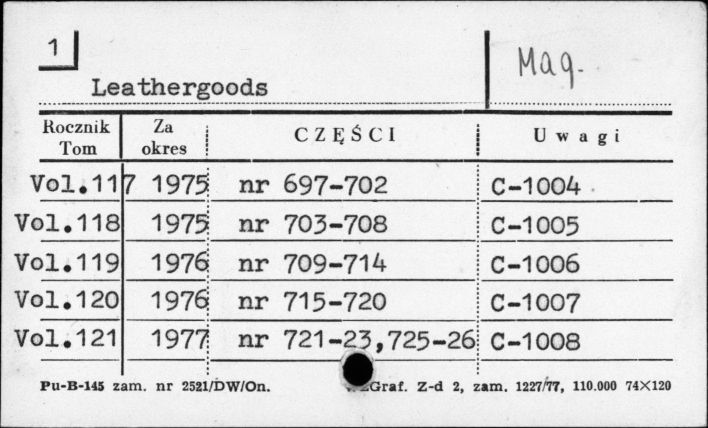 1
Mag.
Leathergoods
Rocznik Tom Za okres CZĘŚCI Uwagi
Vol.117 1975 nr 697-702 C-1004
Vol.118 1975 nr 703-708 C-1005
Vol.119 1976 nr 709-714 C-1006
Vol.120 1976 nr 715-720 C-1007
Vol.121 1977 nr 721-23,725-26 C-1008
Pu-B-145 zam. nr 2521/DW/On. Graf. Z-d 2, zam. 1227/77, 110.000 74×120